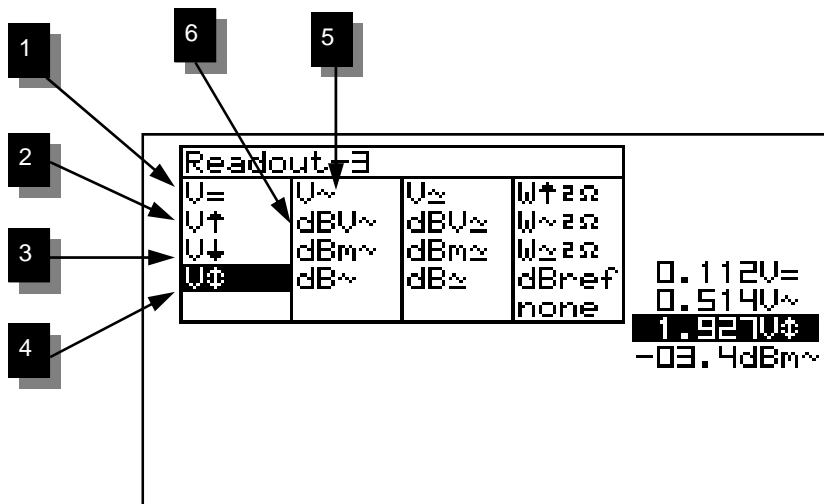 1
6
5
2
3
4
Readout-3
V= V~ V≃ W↑2Ω
V↑ dBV~ dBV≃ W~2Ω
V↓ dBm~ dBm≃ W≃2Ω
V⇕ dB~ dB≃ dBref
none
0.112V=
0.514V~
1.927V⇕
-03.4dBm~